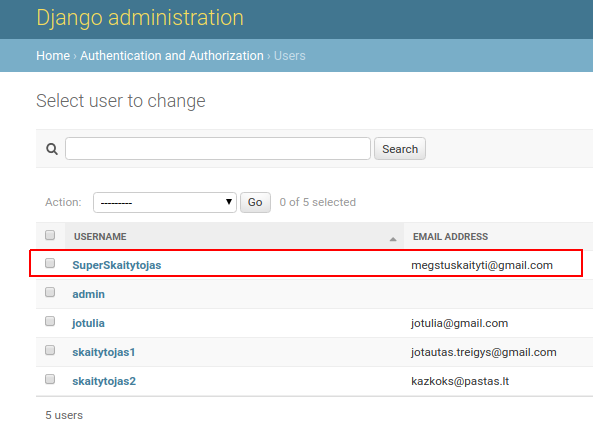 Django administration
Home › Authentication and Authorization › Users
Select user to change
Search
Action: --------- Go 0 of 5 selected
USERNAME EMAIL ADDRESS
SuperSkaitytojas megstuskaityti@gmail.com
admin
jotulia jotulia@gmail.com
skaitytojas1 jotautas.treigys@gmail.com
skaitytojas2 kazkoks@pastas.lt
5 users